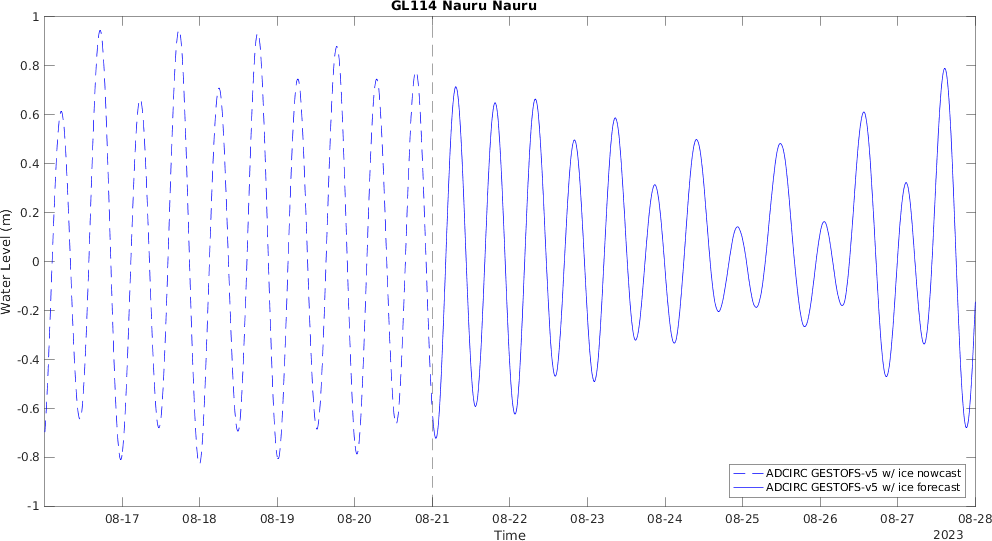 GL114 Nauru Nauru
1
0.8
0.6
0.4
0.2
0
-0.2
-0.4
-0.6
-0.8
-1
Water Level (m)
ADCIRC GESTOFS-v5 w/ ice nowcast
ADCIRC GESTOFS-v5 w/ ice forecast
08-17 08-18 08-19 08-20 08-21 08-22 08-23 08-24 08-25 08-26 08-27 08-28
Time
2023